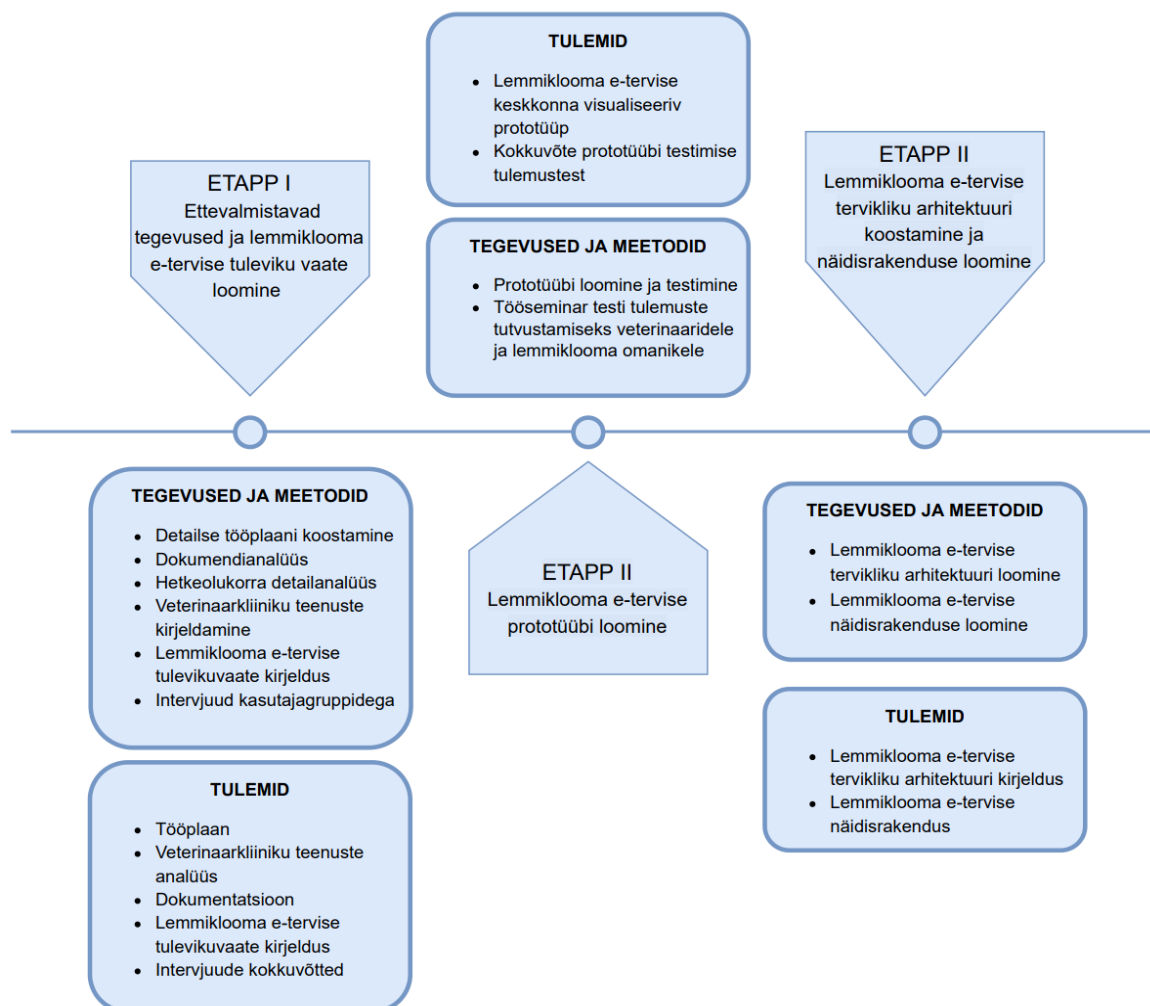 TULEMID
Lemmiklooma e-tervise
keskkonna visualiseeriv
prototüüp
Kokkuvõte prototüübi testimise
tulemustest
ETAPP I
Ettevalmistavad
tegevused ja lemmiklooma
e-tervise tuleviku vaate
loomine
TEGEVUSED JA MEETODID
Prototüübi loomine ja testimine
Tööseminar testi tulemuste
tutvustamiseks veterinaaridele
ja lemmiklooma omanikele
ETAPP II
Lemmiklooma e-tervise
tervikliku arhitektuuri
koostamine ja
näidisrakenduse loomine
TEGEVUSED JA MEETODID
Detailse tööplaani koostamine
Dokumendianalüüs
Hetkeolukorra detailanalüüs
Veterinaarkliiniku teenuste
kirjeldamine
Lemmiklooma e-tervise
tulevikuvaate kirjeldus
Intervjuud kasutajagruppidega
TULEMID
Tööplaan
Veterinaarkliiniku teenuste
analüüs
Dokumentatsioon
Lemmiklooma e-tervise
tulevikuvaate kirjeldus
Intervjuude kokkuvõtted
ETAPP II
Lemmiklooma e-tervise
prototüübi loomine
TEGEVUSED JA MEETODID
Lemmiklooma e-tervise
tervikliku arhitektuuri loomine
Lemmiklooma e-tervise
näidisrakenduse loomine
TULEMID
Lemmiklooma e-tervise
tervikliku arhitektuuri kirjeldus
Lemmiklooma e-tervise
näidisrakendus